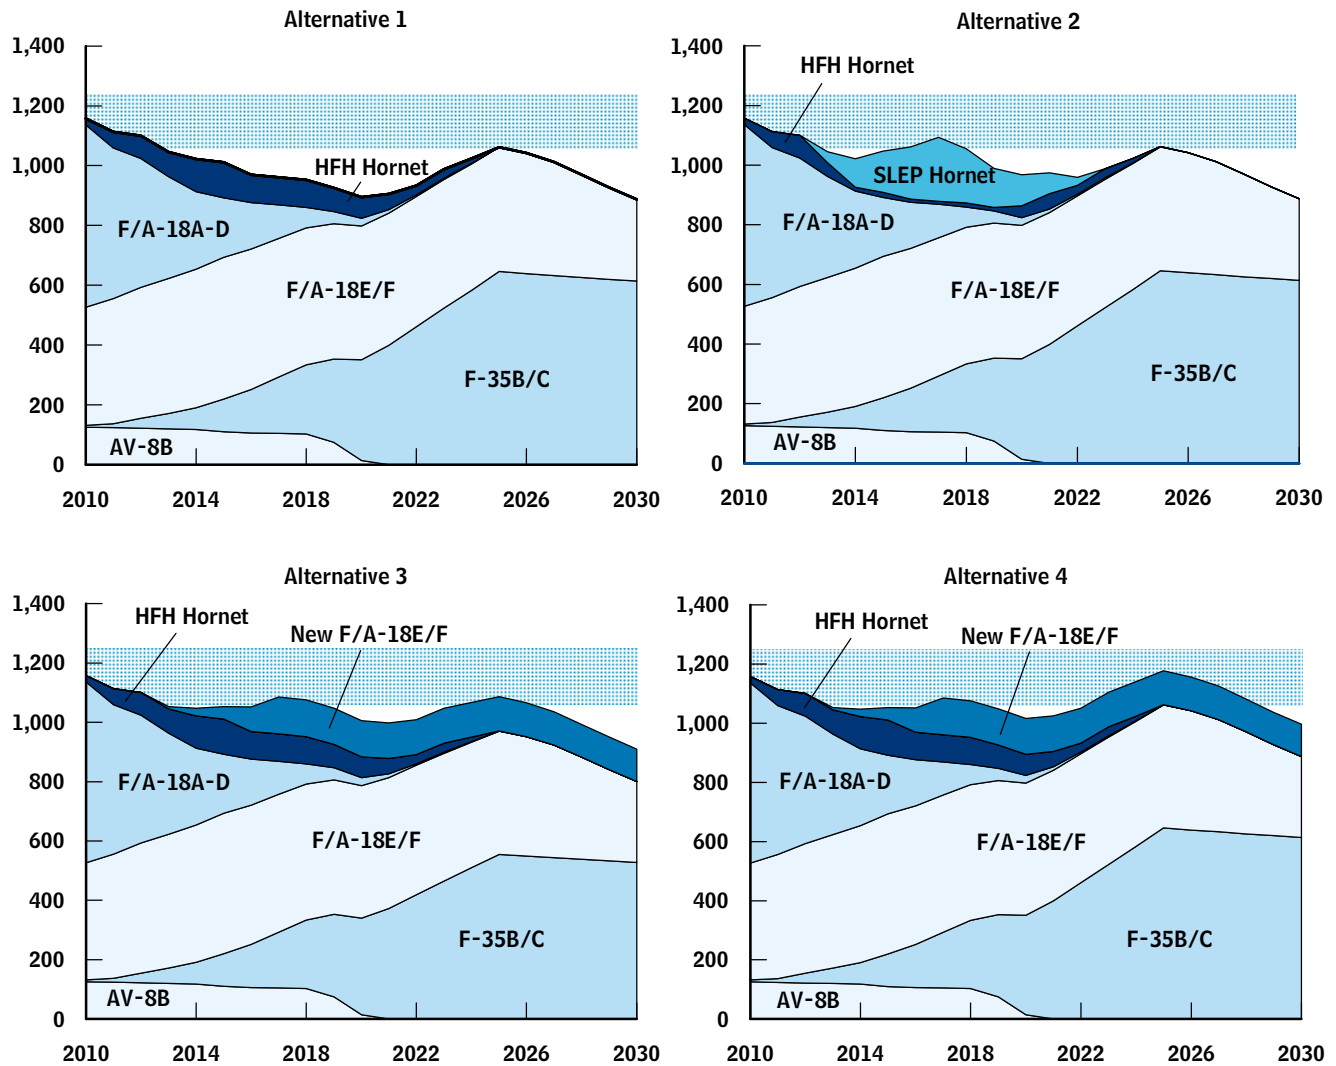 Alternative 1
1,400
1,200
1,000
800
600
400
200
0
HFH Hornet
F/A-18A-D
F/A-18E/F
F-35B/C
AV-8B
2010 2014 2018 2022 2026 2030
Alternative 2
1,400
1,200
1,000
800
600
400
200
0
HFH Hornet
SLEP Hornet
F/A-18A-D
F/A-18E/F
F-35B/C
AV-8B
2010 2014 2018 2022 2026 2030
Alternative 3
1,400
1,200
1,000
800
600
400
200
0
HFH Hornet
New F/A-18E/F
F/A-18A-D
F/A-18E/F
F-35B/C
AV-8B
2010 2014 2018 2022 2026 2030
Alternative 4
1,400
1,200
1,000
800
600
400
200
0
HFH Hornet
New F/A-18E/F
F/A-18A-D
F/A-18E/F
F-35B/C
AV-8B
2010 2014 2018 2022 2026 2030